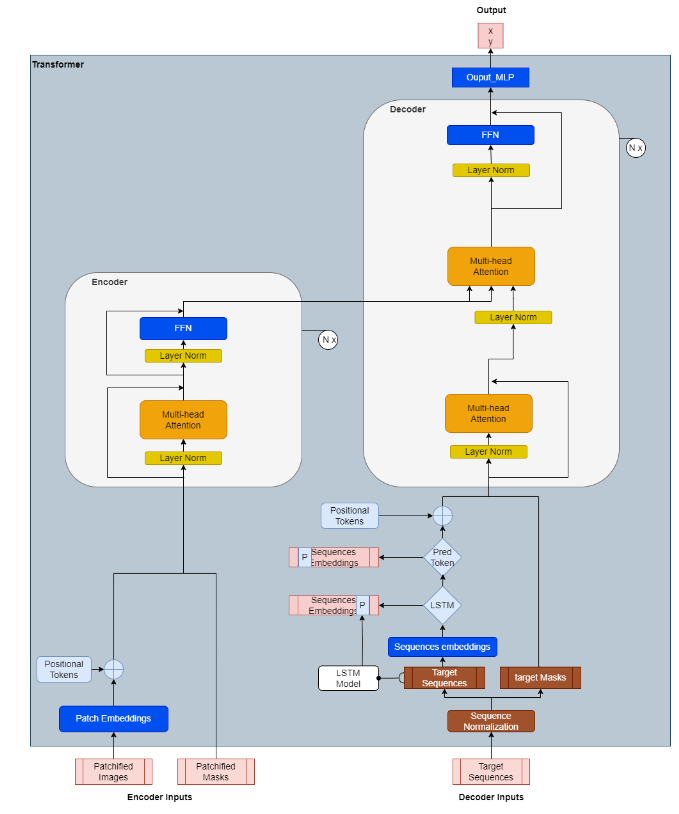 Output
x
y
Transformer
Ouput_MLP
Decoder
FFN
N x
Layer Norm
Multi-head
Attention
Encoder
Layer Norm
FFN
N x
Layer Norm
Multi-head
Attention
Multi-head
Attention
Layer Norm
Layer Norm
Positional
Tokens
P
Sequences
Embeddings
Pred
Token
Sequences
Embeddings
P
LSTM
Sequences embeddings
Positional
Tokens
LSTM
Model
Target
Sequences
target Masks
Patch Embeddings
Sequence
Normalization
Patchified
Images
Patchified
Masks
Target
Sequences
Encoder Inputs
Decoder Inputs